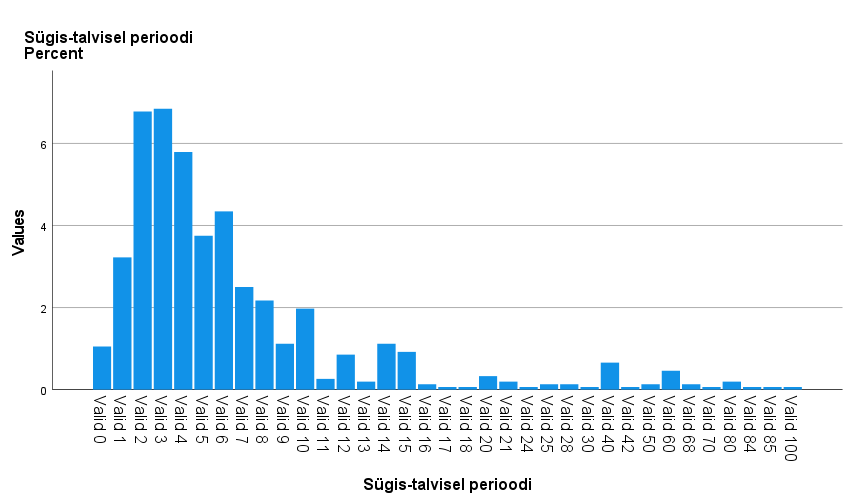 Sügis-talvisel perioodi
Percent
Values
6
4
2
0
Valid 0
Valid 1
Valid 2
Valid 3
Valid 4
Valid 5
Valid 6
Valid 7
Valid 8
Valid 9
Valid 10
Valid 11
Valid 12
Valid 13
Valid 14
Valid 15
Valid 16
Valid 17
Valid 18
Valid 20
Valid 21
Valid 24
Valid 25
Valid 28
Valid 30
Valid 40
Valid 42
Valid 50
Valid 60
Valid 68
Valid 70
Valid 80
Valid 84
Valid 85
Valid 100
Sügis-talvisel perioodi